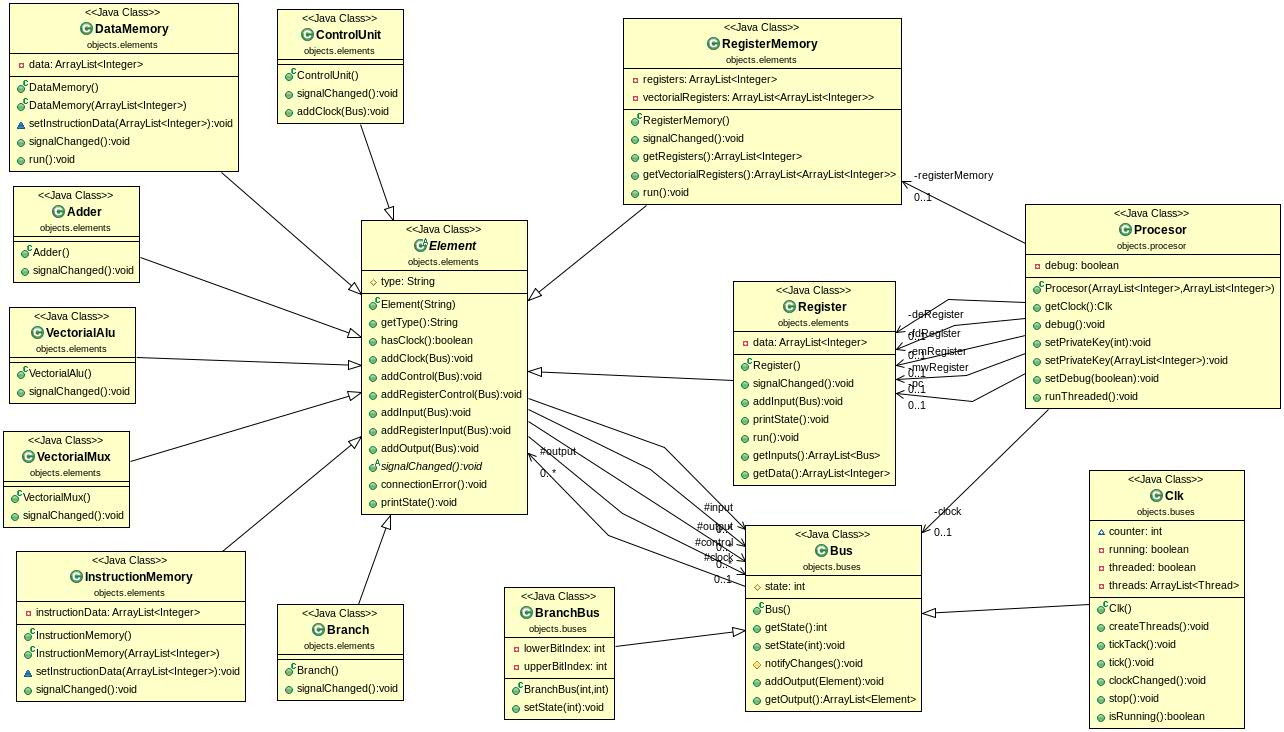 <<Java Class>>
DataMemory
objects.elements
data: ArrayList<Integer>
DataMemory()
DataMemory(ArrayList<Integer>)
setInstructionData(ArrayList<Integer>):void
signalChanged():void
run():void
<<Java Class>>
ControlUnit
objects.elements
ControlUnit()
signalChanged():void
addClock(Bus):void
<<Java Class>>
RegisterMemory
objects.elements
registers: ArrayList<Integer>
vectorialRegisters: ArrayList<ArrayList<Integer>>
RegisterMemory()
signalChanged():void
getRegisters():ArrayList<Integer>
getVectorialRegisters():ArrayList<ArrayList<Integer>>
run():void
-registerMemory
0..1
<<Java Class>>
Adder
objects.elements
Adder()
signalChanged():void
<<Java Class>>
Element
objects.elements
type: String
Element(String)
getType():String
hasClock():boolean
addClock(Bus):void
addControl(Bus):void
addRegisterControl(Bus):void
addInput(Bus):void
addRegisterInput(Bus):void
addOutput(Bus):void
signalChanged():void
connectionError():void
printState():void
<<Java Class>>
Procesor
objects.procesor
debug: boolean
Procesor(ArrayList<Integer>,ArrayList<Integer>)
getClock():Clk
debug():void
setPrivateKey(int):void
setPrivateKey(ArrayList<Integer>):void
setDebug(boolean):void
runThreaded():void
<<Java Class>>
Register
objects.elements
data: ArrayList<Integer>
Register()
signalChanged():void
addInput(Bus):void
printState():void
run():void
getInputs():ArrayList<Bus>
getData():ArrayList<Integer>
-deRegister
0..1
-fdRegister
0..1
-emRegister
0..1
-mwRegister
0..1
-pc
0..1
<<Java Class>>
VectorialAlu
objects.elements
VectorialAlu()
signalChanged():void
<<Java Class>>
VectorialMux
objects.elements
VectorialMux()
signalChanged():void
#output
0..*
#input
0..*
#output
0..*
#control
0..*
#clock
0..1
-clock
0..1
<<Java Class>>
Clk
objects.buses
counter: int
running: boolean
threaded: boolean
threads: ArrayList<Thread>
Clk()
createThreads():void
tickTack():void
tick():void
clockChanged():void
stop():void
isRunning():boolean
<<Java Class>>
Bus
objects.buses
state: int
Bus()
getState():int
setState(int):void
notifyChanges():void
addOutput(Element):void
getOutput():ArrayList<Element>
<<Java Class>>
InstructionMemory
objects.elements
instructionData: ArrayList<Integer>
InstructionMemory()
InstructionMemory(ArrayList<Integer>)
setInstructionData(ArrayList<Integer>):void
signalChanged():void
<<Java Class>>
Branch
objects.elements
Branch()
signalChanged():void
<<Java Class>>
BranchBus
objects.buses
lowerBitIndex: int
upperBitIndex: int
BranchBus(int,int)
setState(int):void